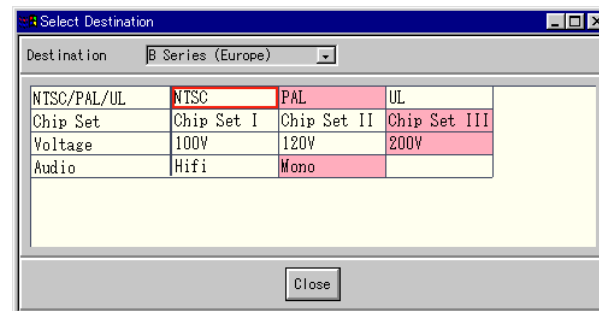 Select Destination
Destination B Series (Europe)
NTSC/PAL/UL NTSC PAL UL
Chip Set Chip Set I Chip Set II Chip Set III
Voltage 100V 120V 200V
Audio Hifi Mono
Close